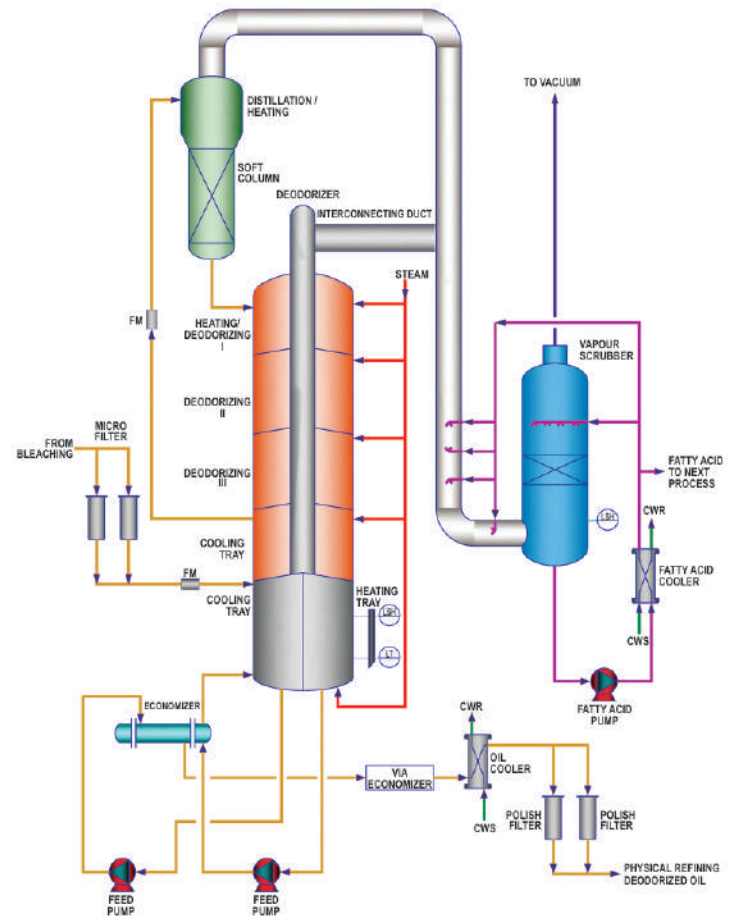 TO VACUUM
DISTILLATION /
HEATING
SOFT
COLUMN
DEODORIZER
INTERCONNECTING DUCT
STEAM
FM
HEATING/
DEODORIZING
I
VAPOUR
SCRUBBER
DEODORIZING
II
MICRO
FILTER
FROM
BLEACHING
DEODORIZING
III
FATTY ACID
TO NEXT
PROCESS
LSH
CWR
COOLING
TRAY
FM
COOLING
TRAY
HEATING
TRAY
FATTY ACID
COOLER
LSH
CWS
LT
FATTY ACID
PUMP
ECONOMIZER
CWR
VIA
ECONOMIZER
OIL
COOLER
CWS
POLISH
FILTER
POLISH
FILTER
FEED
PUMP
FEED
PUMP
PHYSICAL REFINING
DEODORIZED OIL